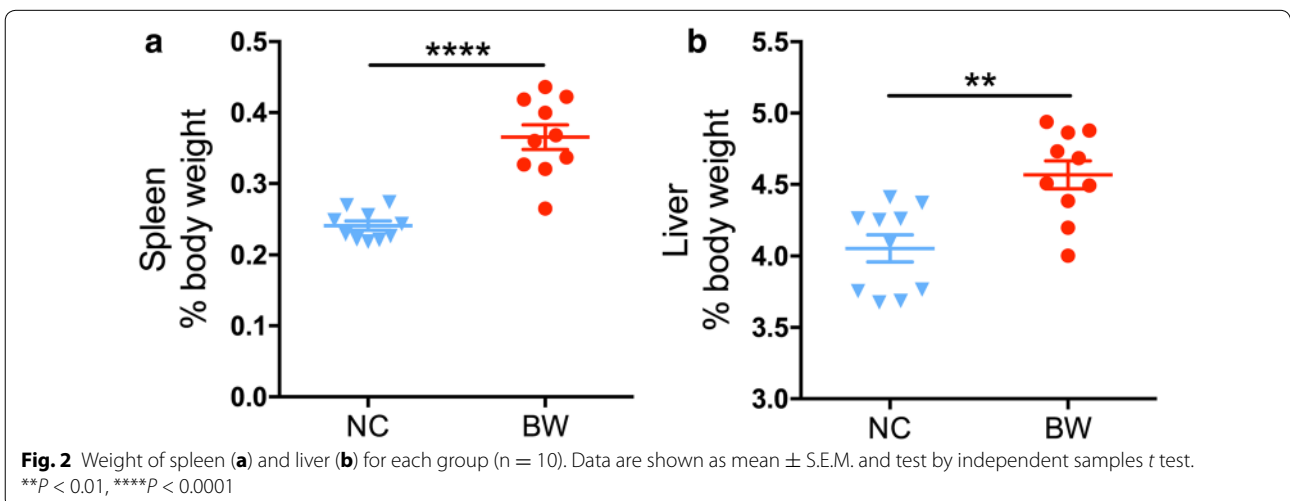 a
0.5
0.4
0.3
0.2
0.1
0.0
Spleen
% body weight
****
NC
BW
b
5.5
5.0
4.5
4.0
3.5
3.0
Liver
% body weight
**
NC
BW
Fig. 2 Weight of spleen (a) and liver (b) for each group (n = 10). Data are shown as mean ± S.E.M. and test by independent samples t test.
**P < 0.01, ****P < 0.0001